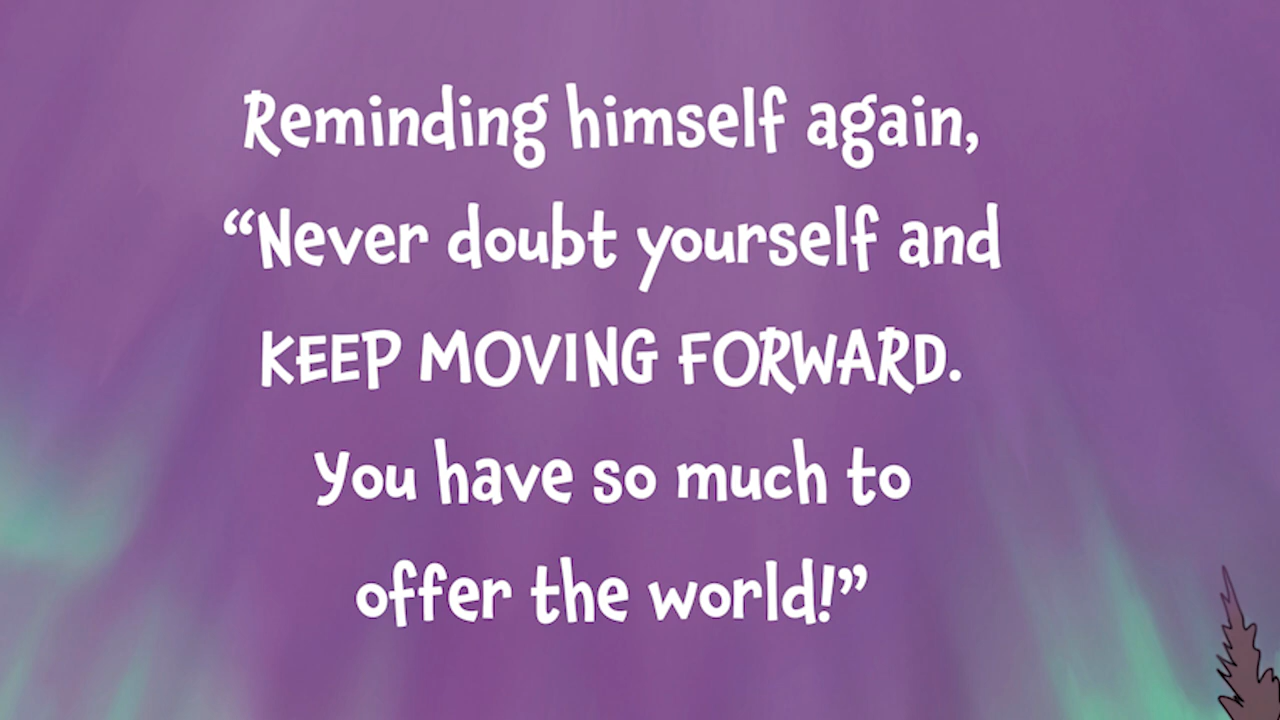 Reminding himself again,
“Never doubt yourself and
KEEP MOVING FORWARD.
You have so much to
offer the world!”